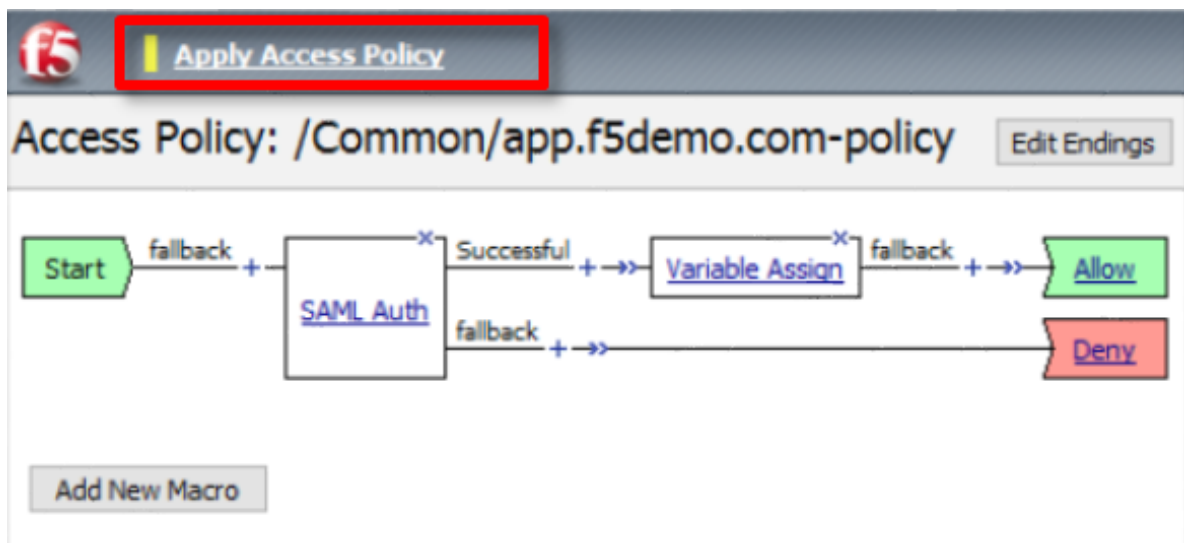 f5 Apply Access Policy
Access Policy: /Common/app.f5demo.com-policy Edit Endings
Start fallback + SAML Auth × Successful + Variable Assign × fallback + Allow
fallback + Deny
Add New Macro